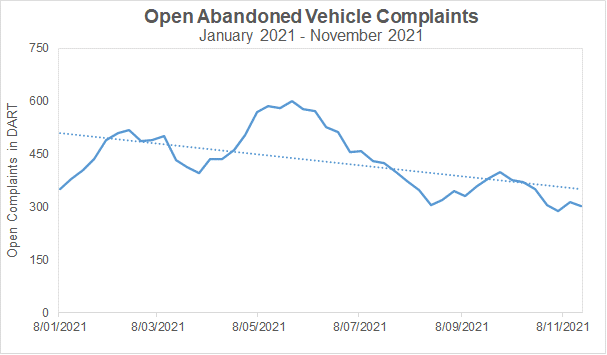 Open Abandoned Vehicle Complaints
January 2021 - November 2021
750
600
450
300
150
0
Open Complaints in DART
8/01/2021 8/03/2021 8/05/2021 8/07/2021 8/09/2021 8/11/2021